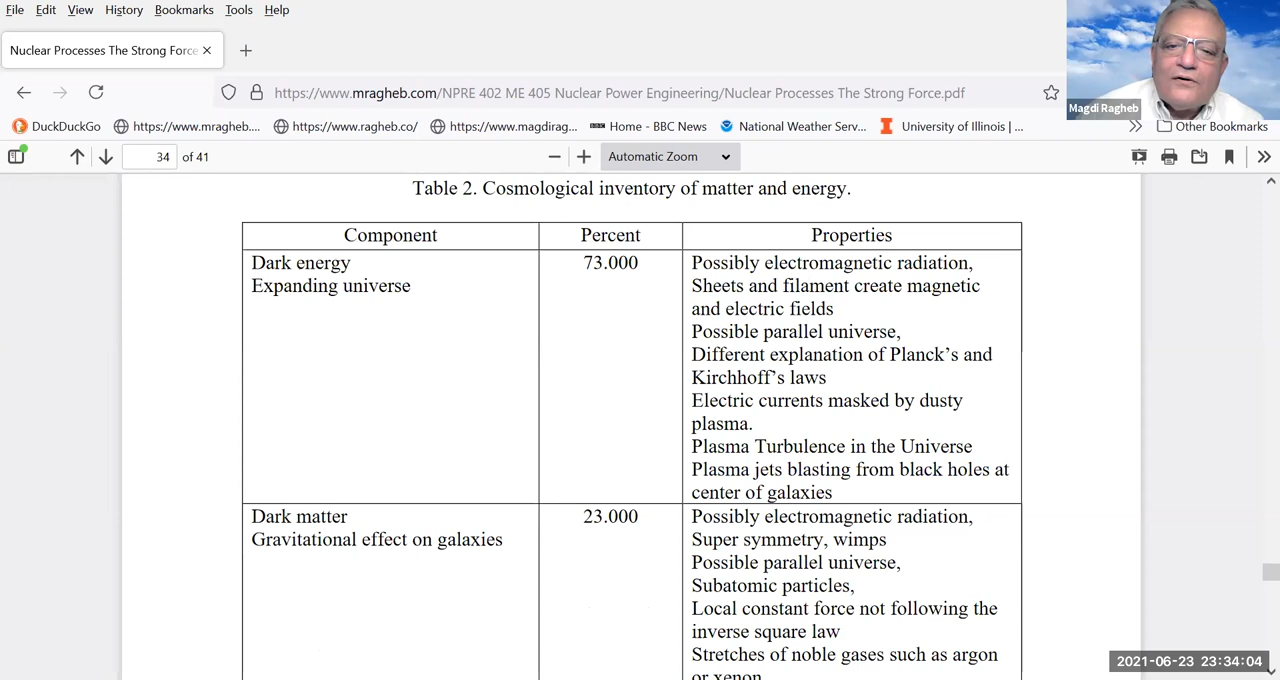 File Edit View History Bookmarks Tools Help
Nuclear Processes The Strong Force
https://www.mragheb.com/NPRE 402 ME 405 Nuclear Power Engineering/Nuclear Processes The Strong Force.pdf
Magdi Ragheb
DuckDuckGo https://www.mragheb.... https://www.ragheb.co/ https://www.magdirag... BBC Home - BBC News National Weather Serv... University of Illinois |... Other Bookmarks
34 of 41 Automatic Zoom
Table 2. Cosmological inventory of matter and energy.
Component Percent Properties
Dark energy 73.000 Possibly electromagnetic radiation,
Expanding universe Sheets and filament create magnetic
and electric fields
Possible parallel universe,
Different explanation of Planck's and
Kirchhoff's laws
Electric currents masked by dusty
plasma.
Plasma Turbulence in the Universe
Plasma jets blasting from black holes at
center of galaxies
Dark matter 23.000 Possibly electromagnetic radiation,
Gravitational effect on galaxies Super symmetry, wimps
Possible parallel universe,
Subatomic particles,
Local constant force not following the
inverse square law
Stretches of noble gases such as argon
or xenon
2021-06-23 23:34:04